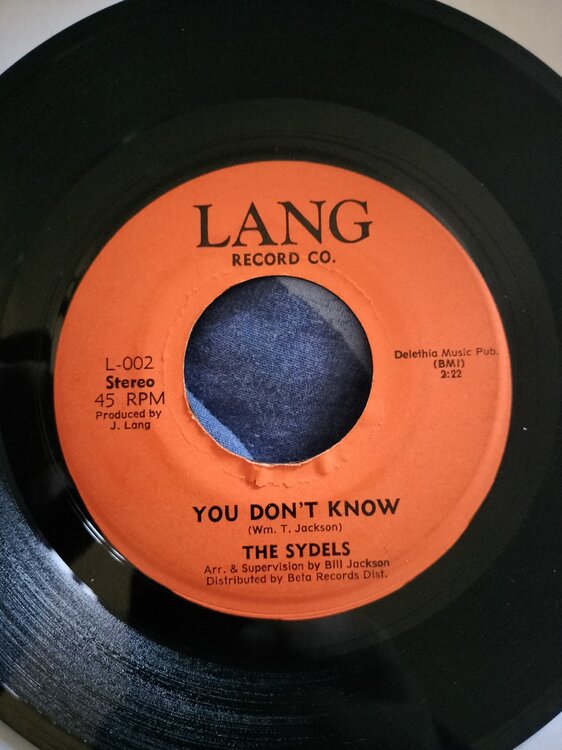 LANG
RECORD CO.
L-002
Stereo
45 RPM
Produced by
J. Lang
Delethia Music Pub.
(BMI)
2:22
YOU DON'T KNOW
(Wm. T. Jackson)
THE SYDELS
Arr. & Supervision by Bill Jackson
Distributed by Beta Records Dist.